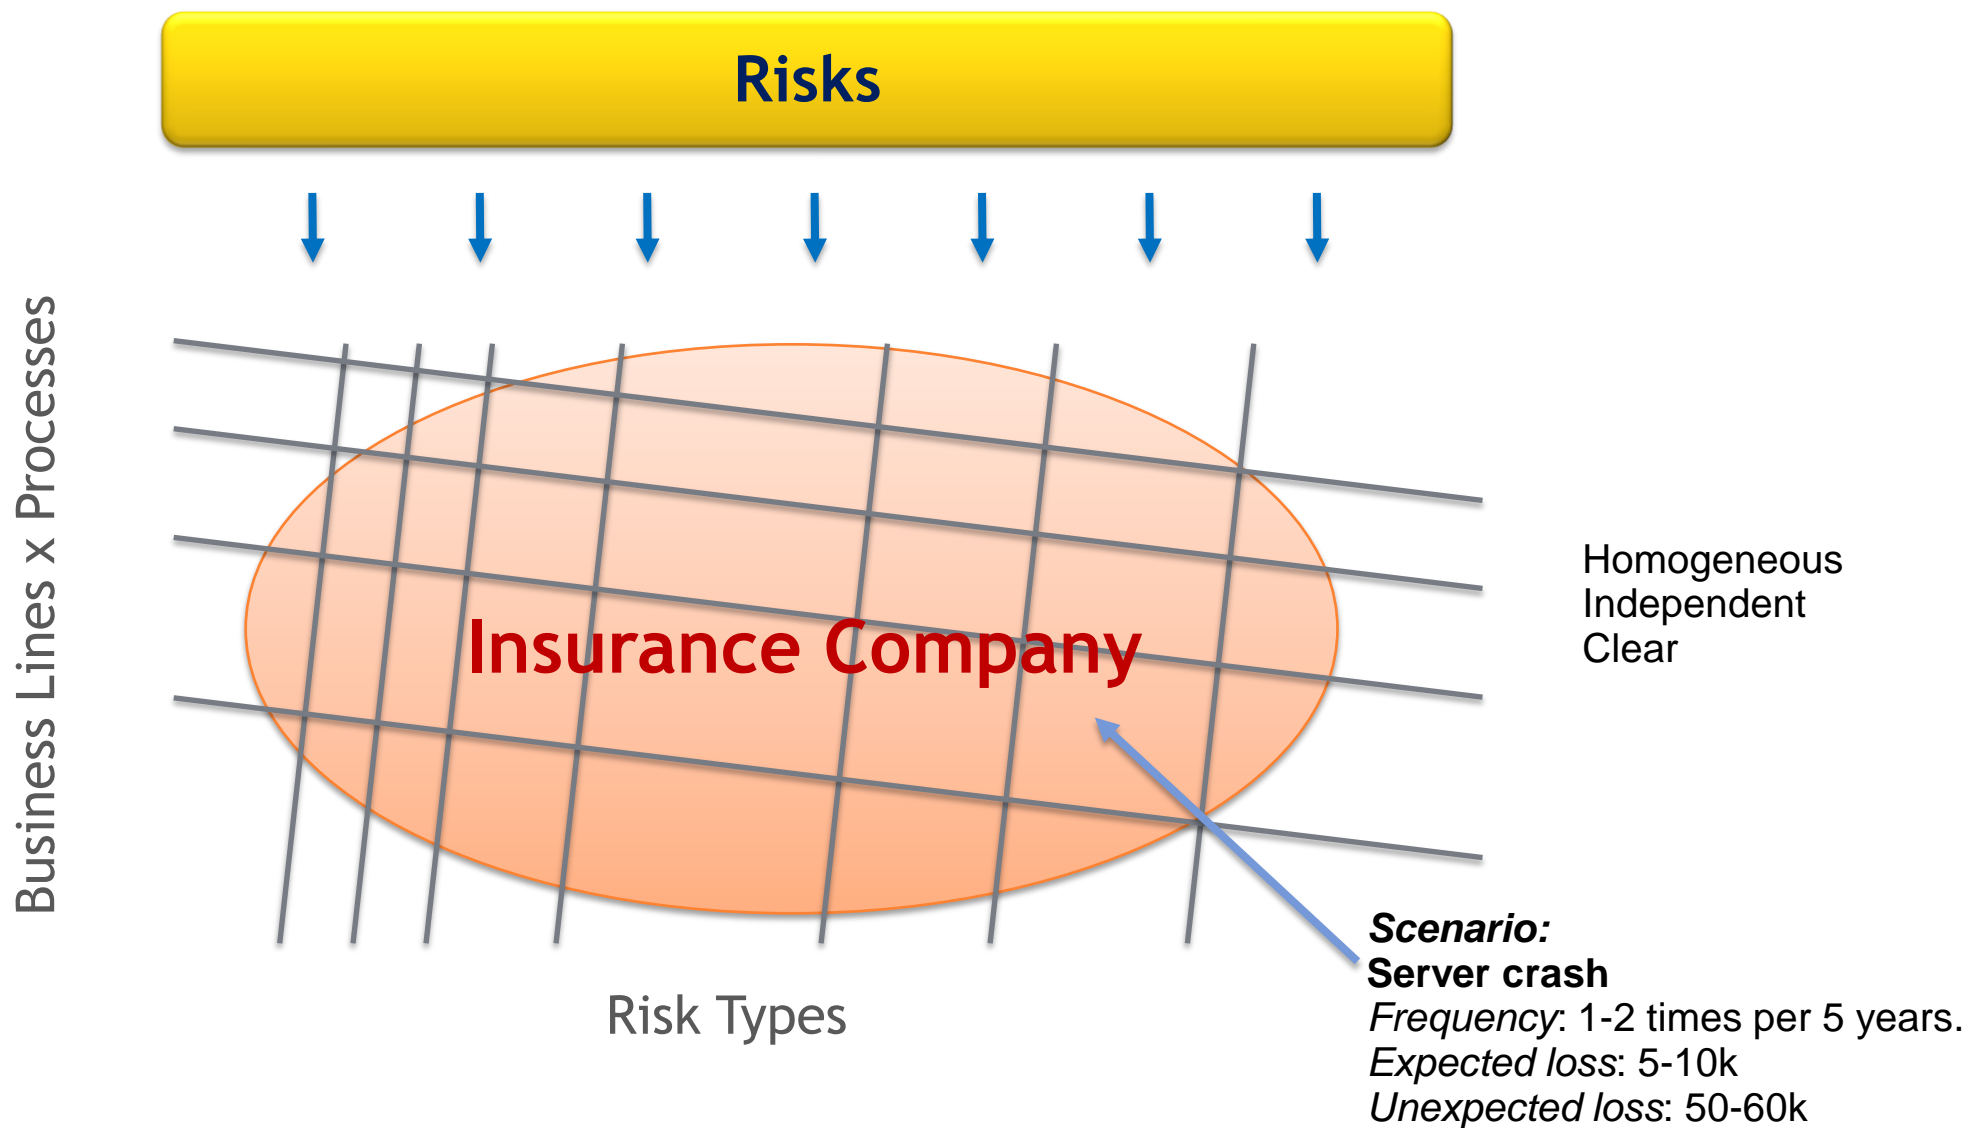 Risks
Business Lines x Processes
Insurance Company
Homogeneous
Independent
Clear
Risk Types
Scenario:
Server crash
Frequency: 1-2 times per 5 years.
Expected loss: 5-10k
Unexpected loss: 50-60k